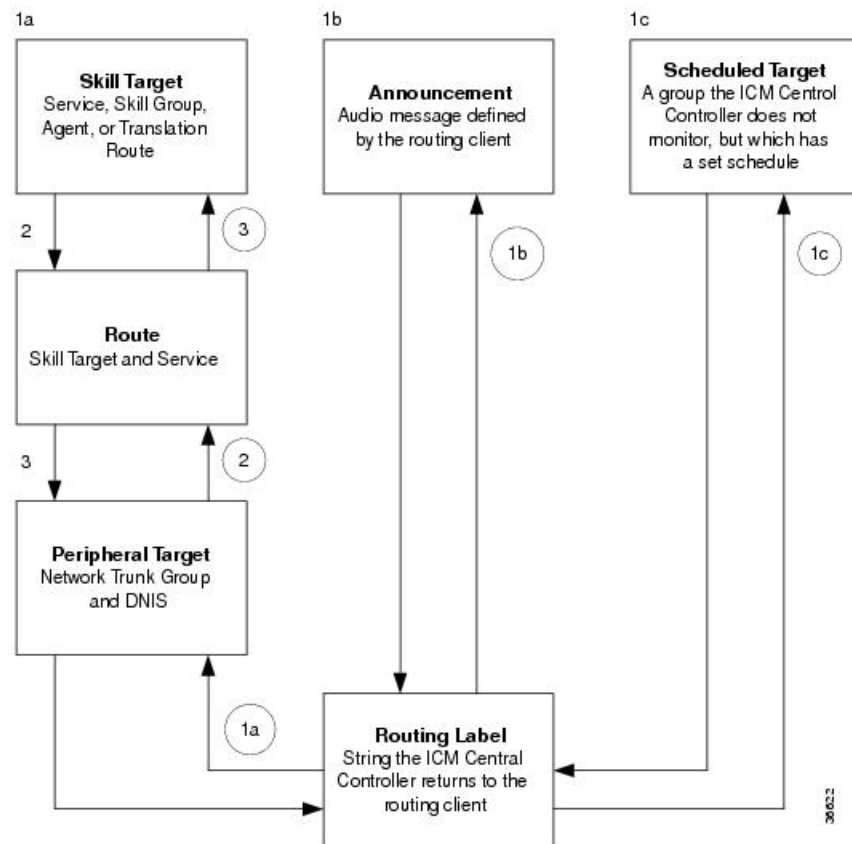 1a
1b
1c
Skill Target
Service, Skill Group,
Agent, or Translation
Route
Announcement
Audio message defined
by the routing client
Scheduled Target
A group the ICM Central
Controller does not
monitor, but which has
a set schedule
2
3
1b
1c
Route
Skill Target and Service
3
2
Peripheral Target
Network Trunk Group
and DNIS
1a
Routing Label
String the ICM Central
Controller returns to the
routing client
36622